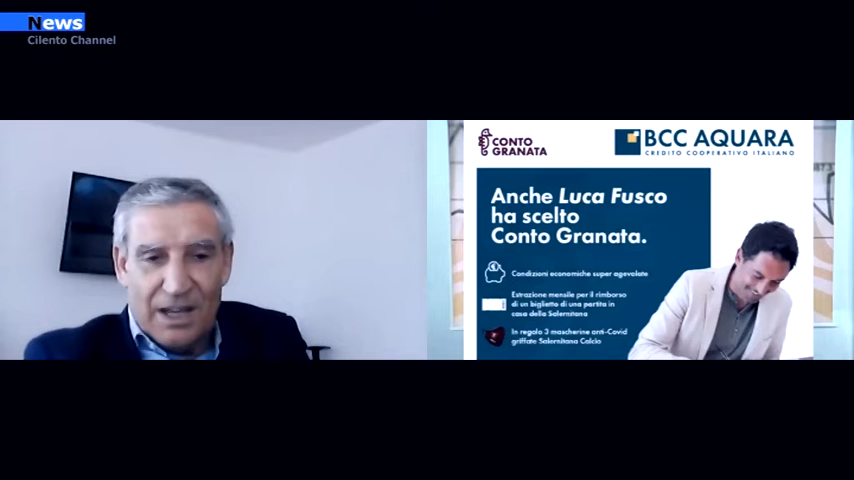 News
Cilento Channel
CONTO
GRANATA
BCC AQUARA
CREDITO COOPERATIVO ITALIANO
Anche Luca Fusco
ha scelto
Conto Granata.
Condizioni economiche super agevolate
Estrazione mensile per il rimborso
di un biglietto di una partita in
casa della Salernitana
In regalo 3 mascherine anti-Covid
griffate Salernitana Calcio